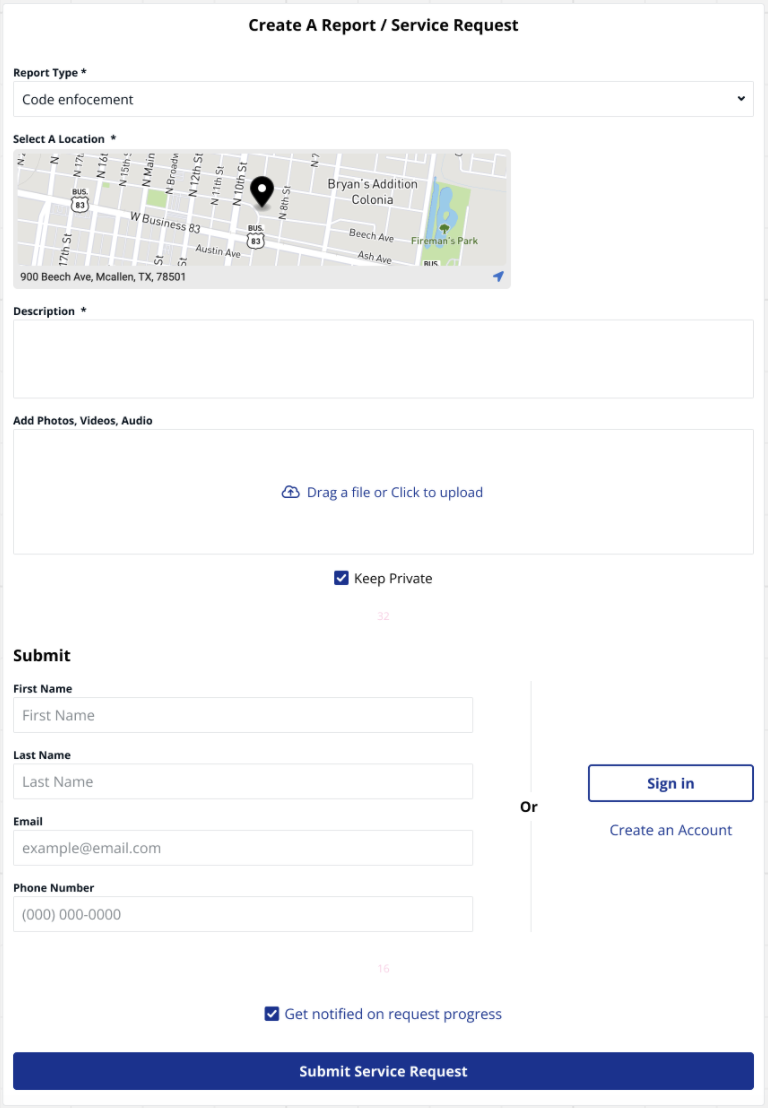 Create A Report / Service Request
Report Type *
Code enfocement
Select A Location *
N 17th
N
N 16t
N 15th S
N Main
N Broadw
N 12th St
N 11th St
N 10th St
N 8th St
N 7
BUS.
83
W Business 83
BUS.
83
Bryan's Addition
Colonia
Beech Ave
Fireman's Park
17th St
St
St
Austin Ave
Ash Ave
BUS.
900 Beech Ave, Mcallen, TX, 78501
Description *
Add Photos, Videos, Audio
Drag a file or Click to upload
Keep Private
32
Submit
First Name
First Name
Last Name
Last Name
Email
example@email.com
Phone Number
(000) 000-0000
Or
Sign in
Create an Account
16
Get notified on request progress
Submit Service Request